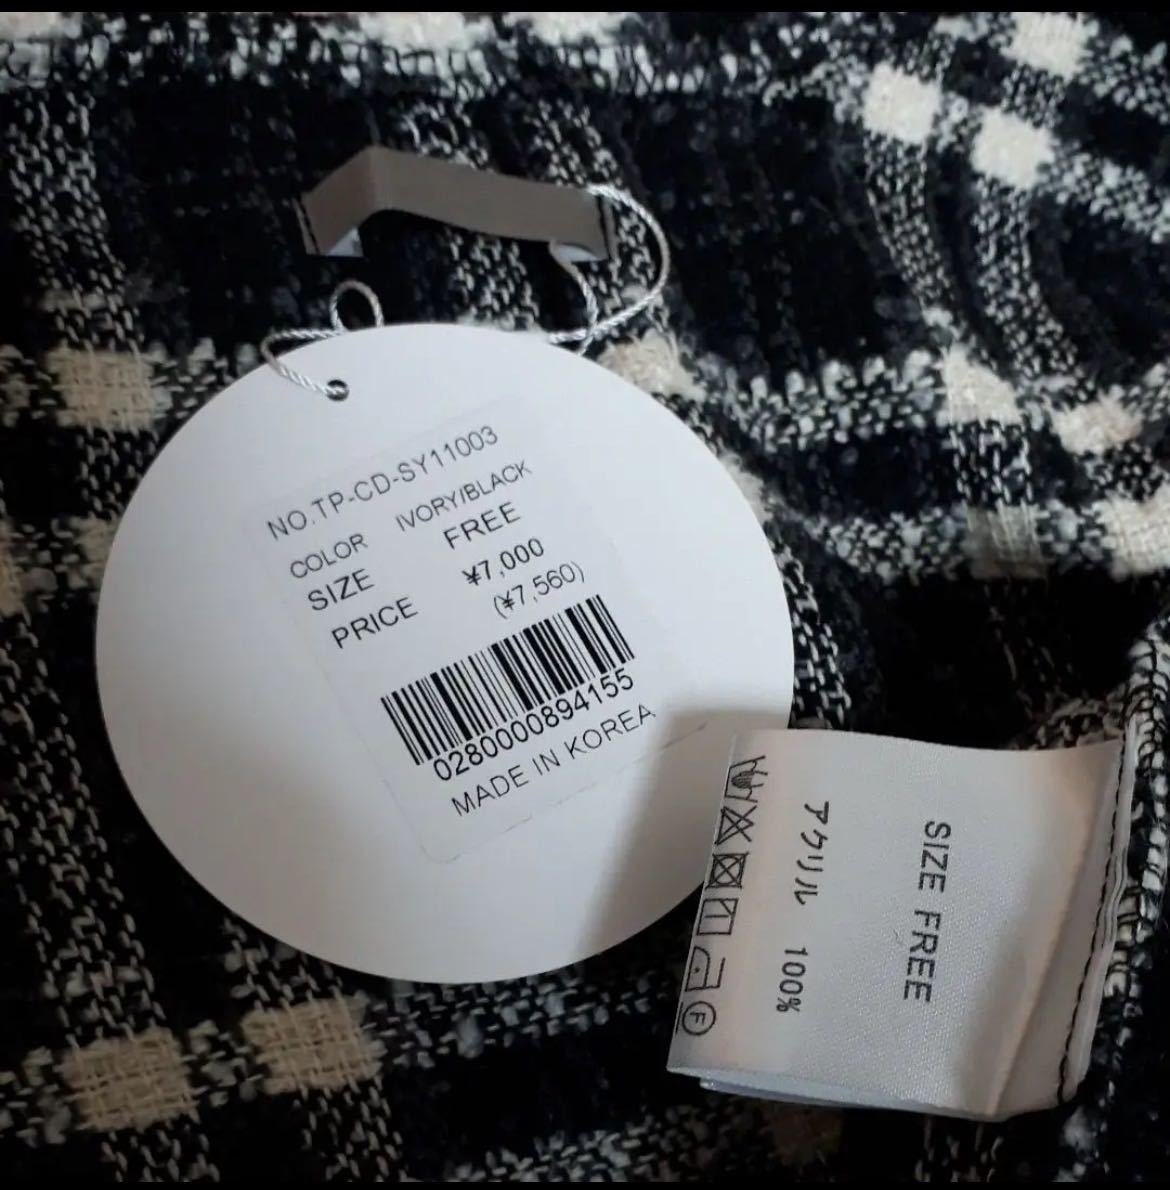 NO.TP-CD-SY11003
COLOR IVORY/BLACK
SIZE FREE
PRICE ¥7,000
(¥7,560)
0280000894155
MADE IN KOREA
SIZE FREE
アクリル 100%
F